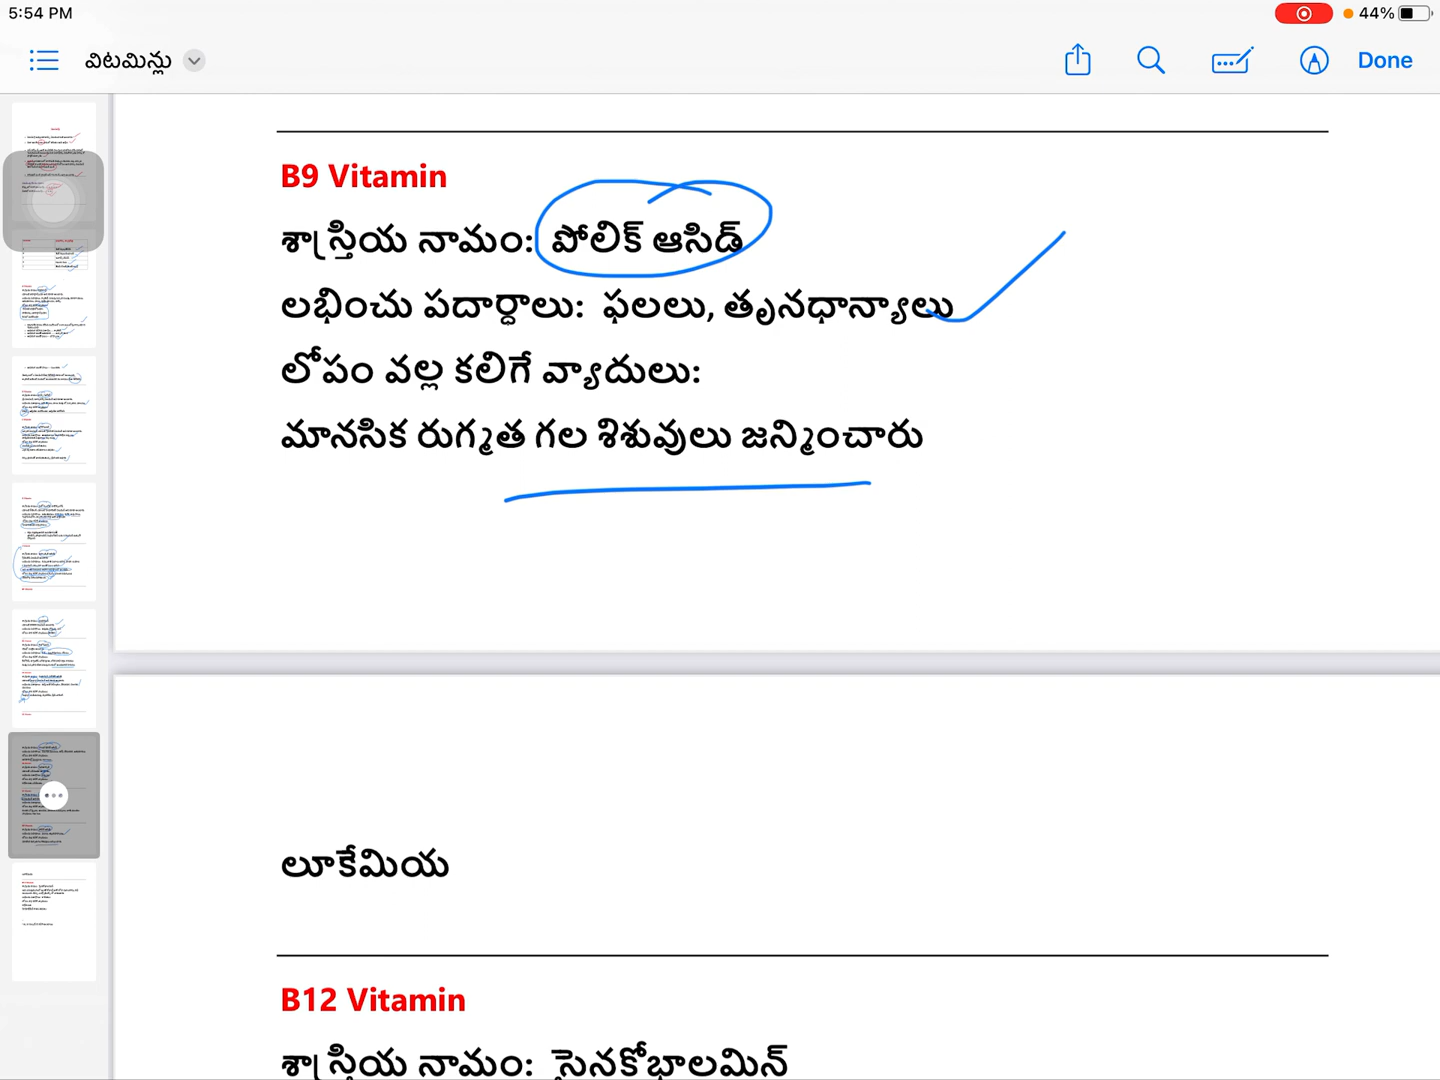 5:54 PM
44%
విటమిన్లు
Done
B9 Vitamin
శాస్త్రియ నామం: పోలిక్ ఆసిడ్
లభించు పదార్థాలు: ఫలలు, తృనధాన్యాలు
లోపం వల్ల కలిగే వ్యాదులు:
మానసిక రుగ్మత గల శిశువులు జన్మించారు
లూకేమియ
B12 Vitamin
శాస్త్రియ నామం: సైనకోభాలమిన్